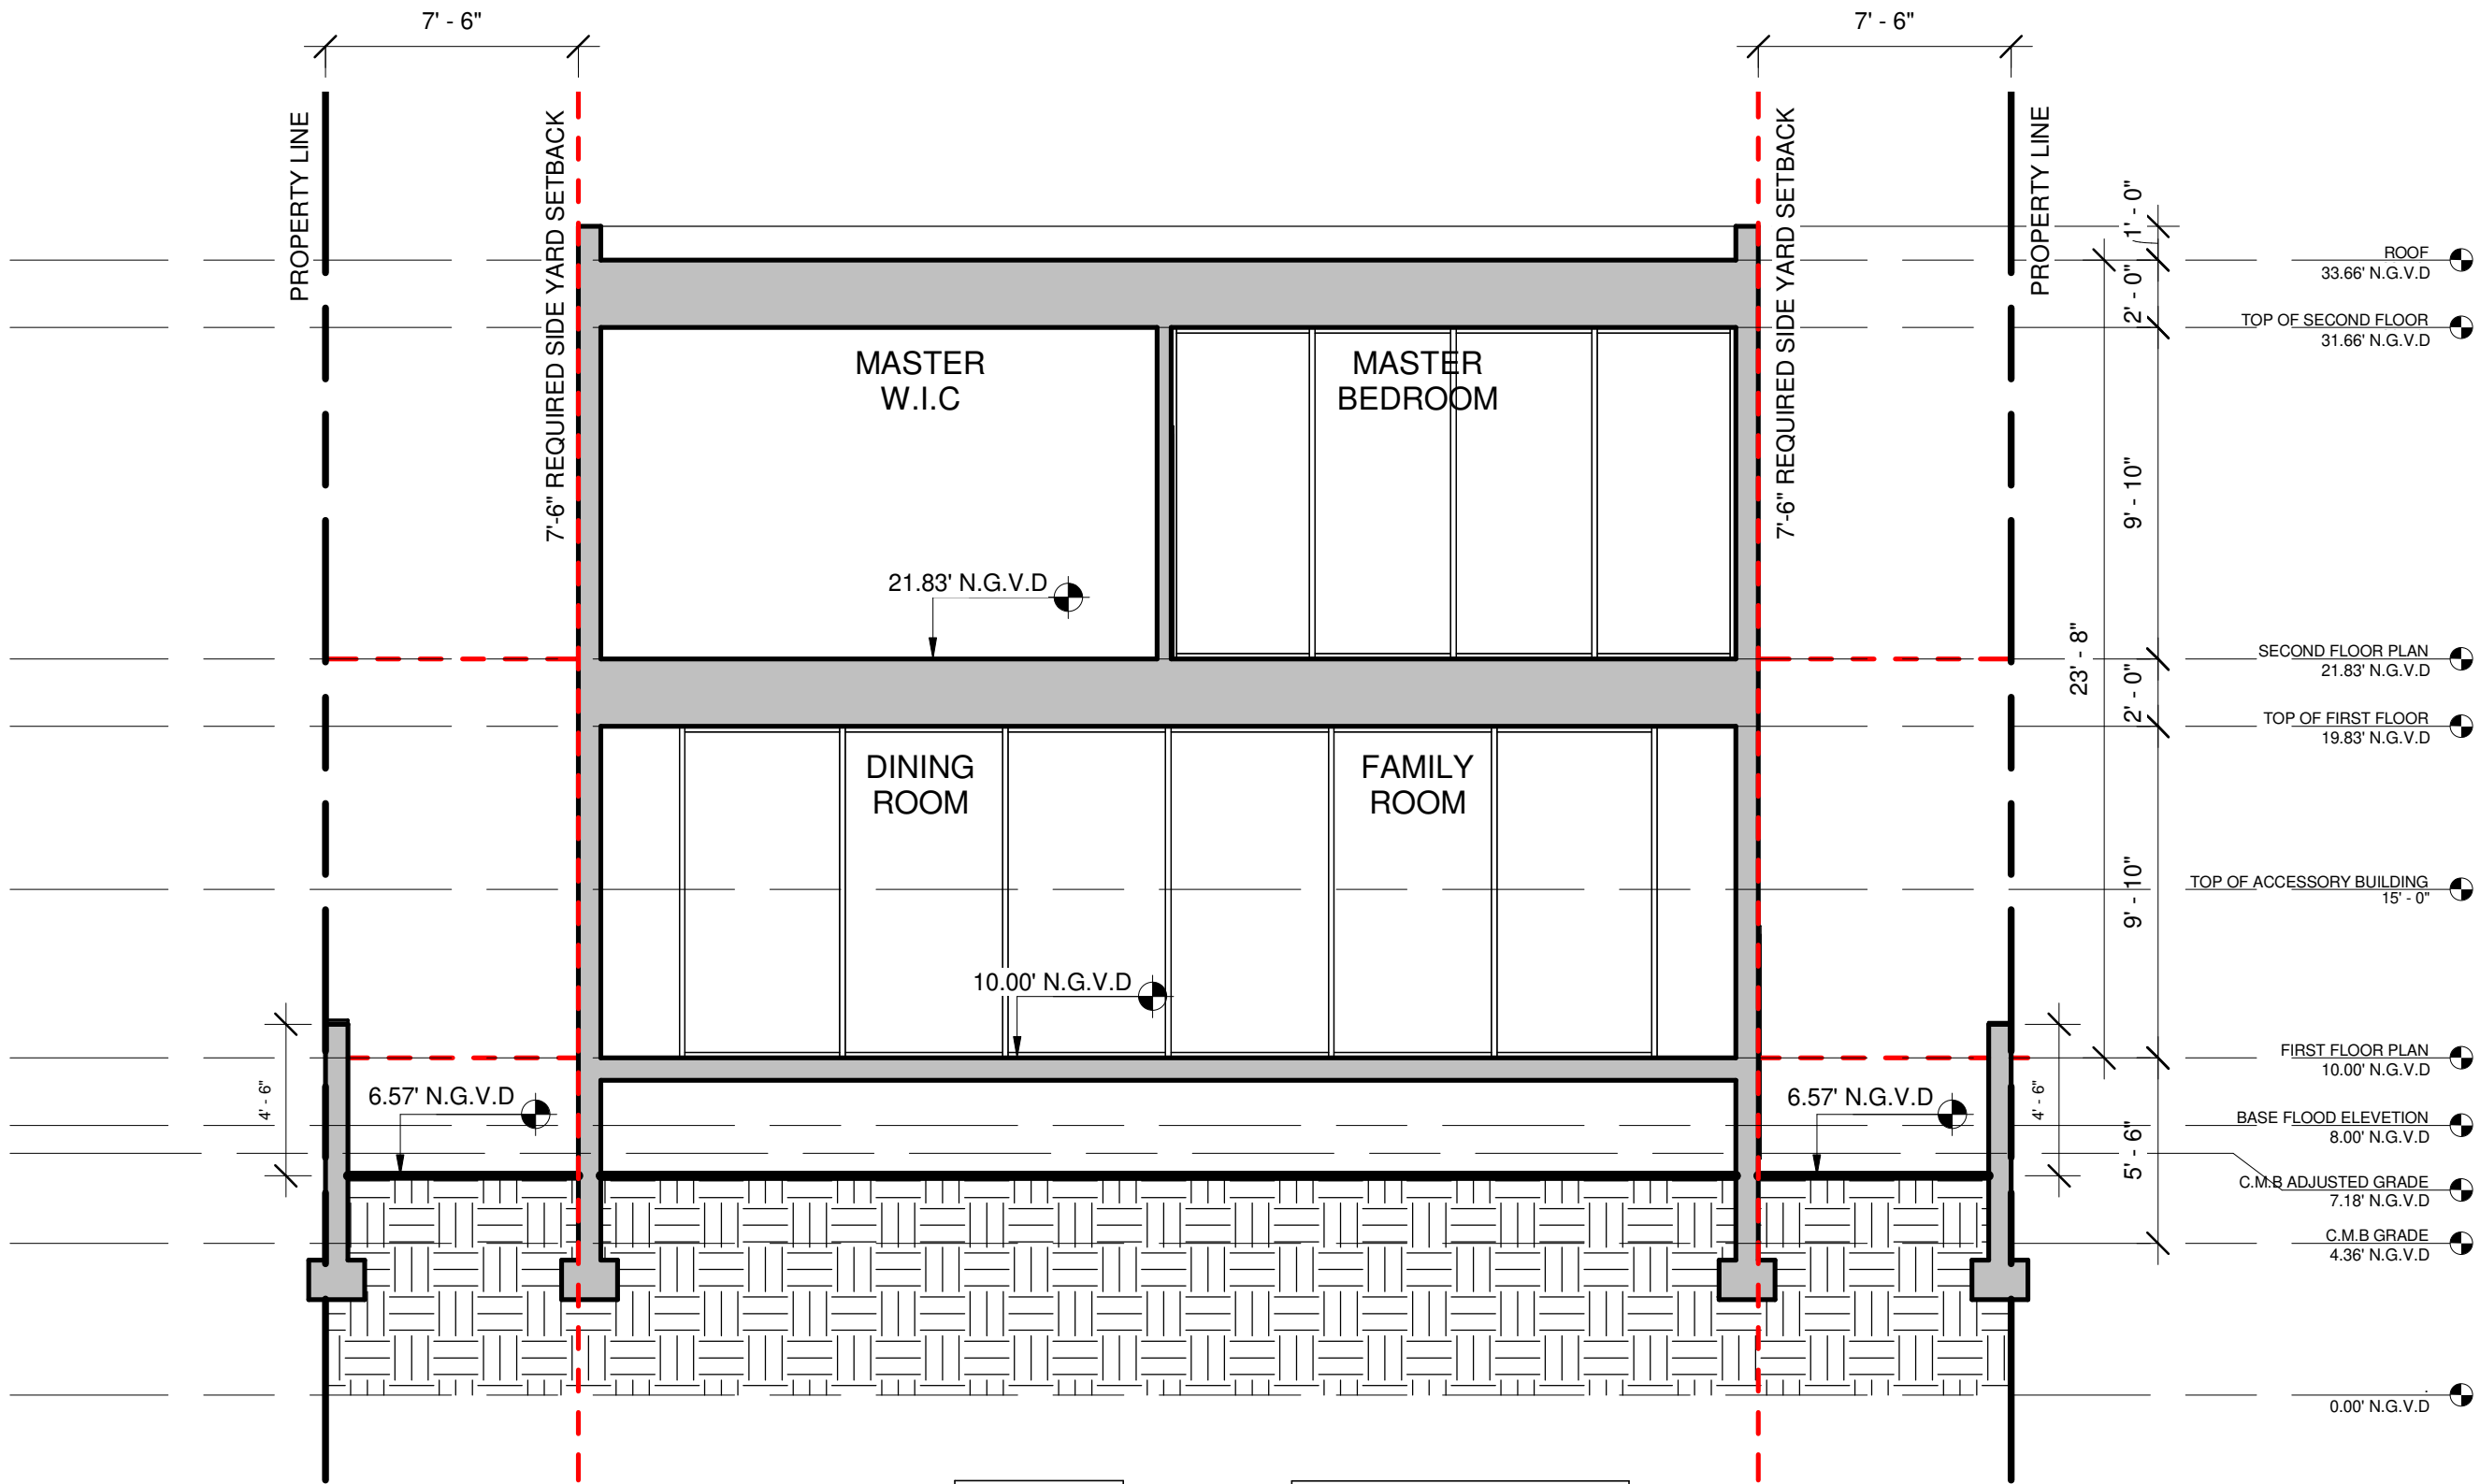 7' - 6"
7' - 6"
PROPERTY LINE
7'-6" REQUIRED SIDE YARD SETBACK
7'-6" REQUIRED SIDE YARD SETBACK
PROPERTY LINE
1' - 0"
ROOF
33.66' N.G.V.D
2' - 0"
TOP OF SECOND FLOOR
31.66' N.G.V.D
MASTER
W.I.C
MASTER
BEDROOM
9' - 10"
21.83' N.G.V.D
23' - 8"
SECOND FLOOR PLAN
21.83' N.G.V.D
2' - 0"
TOP OF FIRST FLOOR
19.83' N.G.V.D
DINING
ROOM
FAMILY
ROOM
9' - 10"
TOP OF ACCESSORY BUILDING
15' - 0"
10.00' N.G.V.D
FIRST FLOOR PLAN
10.00' N.G.V.D
4' - 6"
6.57' N.G.V.D
6.57' N.G.V.D
4' - 6"
BASE FLOOD ELEVETION
8.00' N.G.V.D
5' - 6"
C.M.B ADJUSTED GRADE
7.18' N.G.V.D
C.M.B GRADE
4.36' N.G.V.D
.
0.00' N.G.V.D